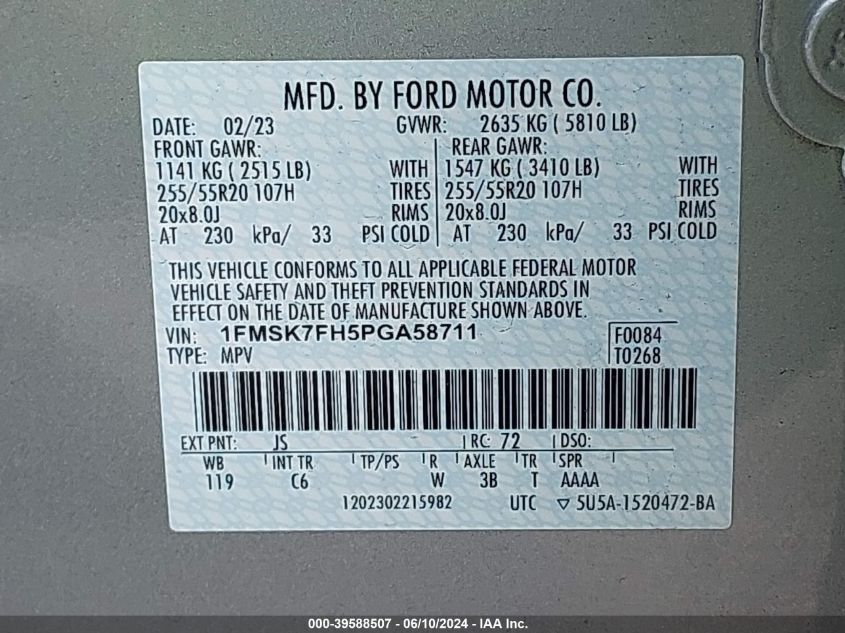 MFD. BY FORD MOTOR CO.
DATE: 02/23 GVWR: 2635 KG ( 5810 LB)
FRONT GAWR: REAR GAWR:
1141 KG ( 2515 LB) WITH 1547 KG ( 3410 LB) WITH
255/55R20 107H TIRES 255/55R20 107H TIRES
20x8.0J RIMS 20x8.0J RIMS
AT 230 kPa/ 33 PSI COLD AT 230 kPa/ 33 PSI COLD
THIS VEHICLE CONFORMS TO ALL APPLICABLE FEDERAL MOTOR
VEHICLE SAFETY AND THEFT PREVENTION STANDARDS IN
EFFECT ON THE DATE OF MANUFACTURE SHOWN ABOVE.
VIN: 1FMSK7FH5PGA58711 F0084
TYPE: MPV T0268
EXT PNT: JS RC: 72 DSO:
WB INT TR TP/PS R AXLE TR SPR
119 C6 W 3B T AAAA
1202302215982 UTC ▽ 5U5A-1520472-BA
000-39588507 - 06/10/2024 - IAA Inc.